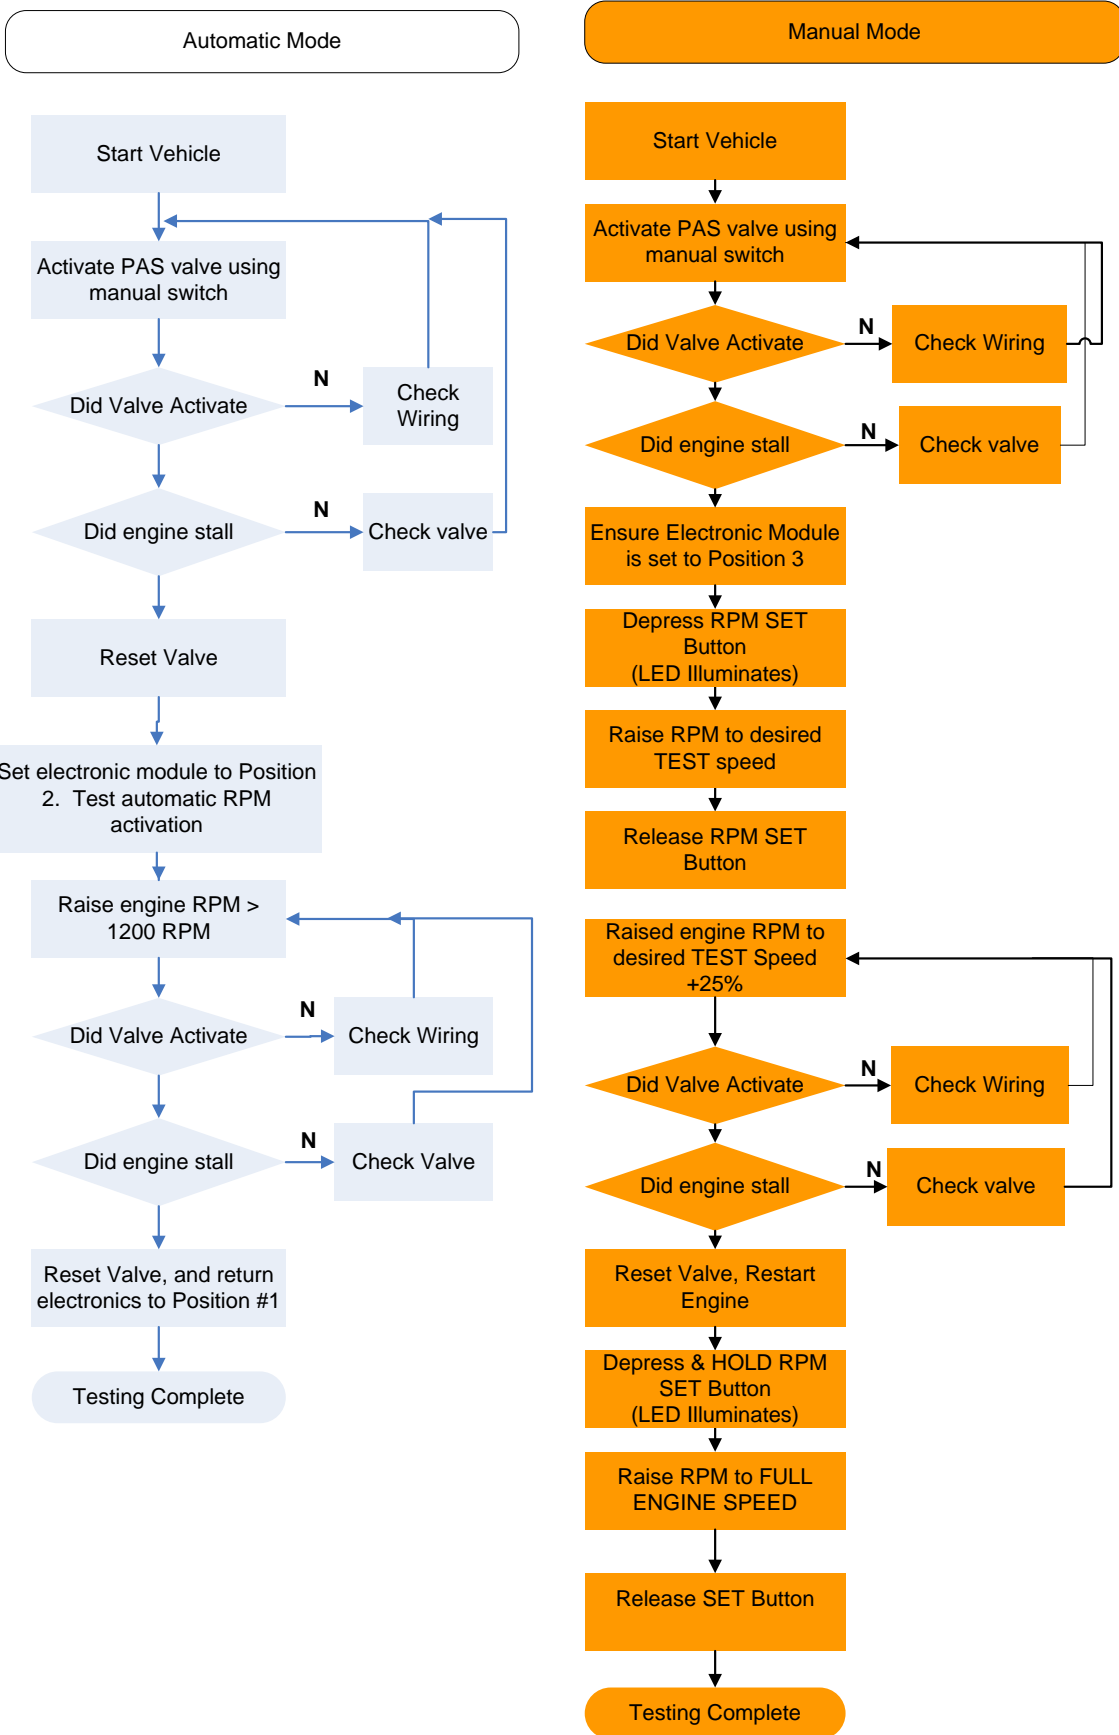 Automatic Mode
Start Vehicle
Activate PAS valve using
manual switch
Did Valve Activate
N
Check
Wiring
Did engine stall
N
Check valve
Reset Valve
Set electronic module to Position
2.  Test automatic RPM
activation
Raise engine RPM >
1200 RPM
Did Valve Activate
N
Check Wiring
Did engine stall
N
Check Valve
Reset Valve, and return
electronics to Position #1
Testing Complete
Manual Mode
Start Vehicle
Activate PAS valve using
manual switch
Did Valve Activate
N
Check Wiring
Did engine stall
N
Check valve
Ensure Electronic Module
is set to Position 3
Depress RPM SET
Button
(LED Illuminates)
Raise RPM to desired
TEST speed
Release RPM SET
Button
Raised engine RPM to
desired TEST Speed
+25%
Did Valve Activate
N
Check Wiring
Did engine stall
N
Check valve
Reset Valve, Restart
Engine
Depress & HOLD RPM
SET Button
(LED Illuminates)
Raise RPM to FULL
ENGINE SPEED
Release SET Button
Testing Complete